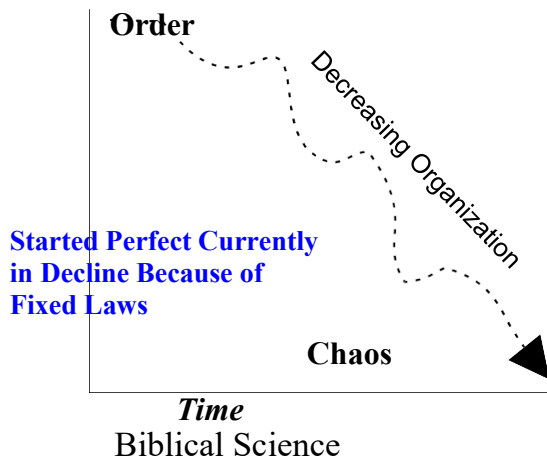 Order
Decreasing Organization
Started Perfect Currently
in Decline Because of
Fixed Laws
Chaos
Time
Biblical Science